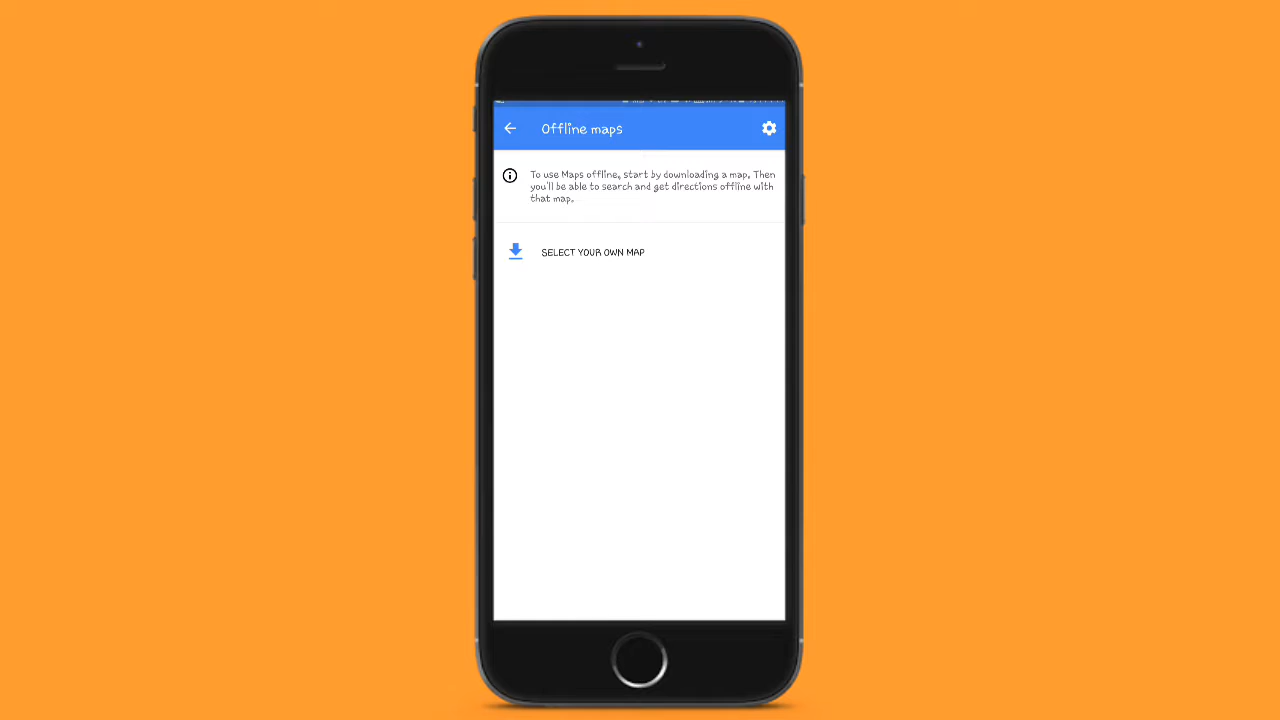 Offline maps
To use Maps offline, start by downloading a map. Then
you'll be able to search and get directions offline with
that map.
SELECT YOUR OWN MAP